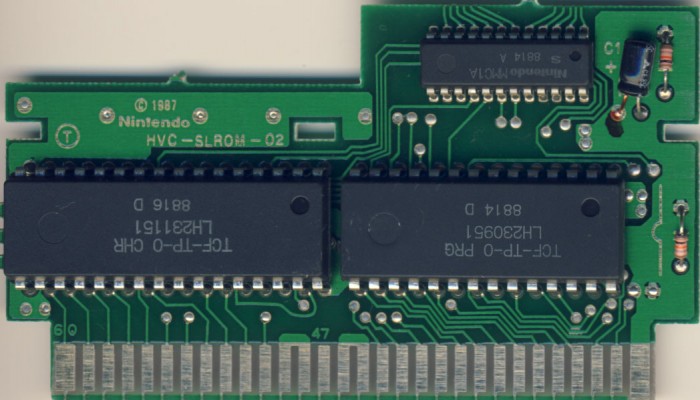 Nintendo MMC1A
S 8814 A
C1
+
© 1987
Nintendo
HVC-SLROM-02
T
TCF-TP-0 CHR
LH231151
8816 D
TCF-TP-0 PRG
LH230951
8814 D
60
47